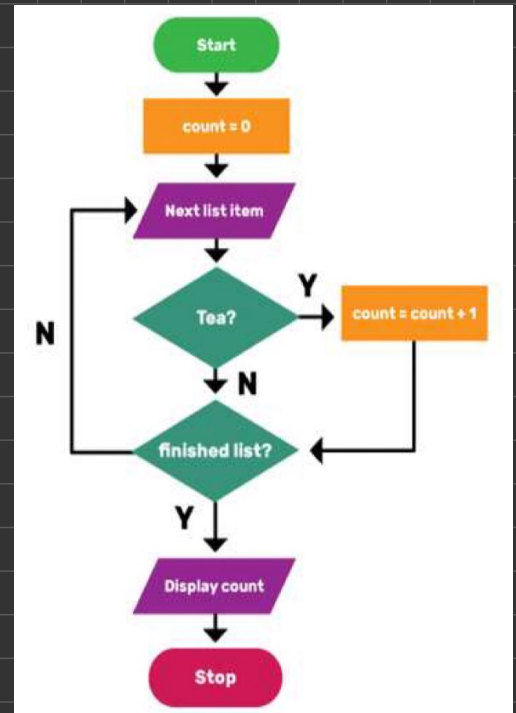 Start
count = 0
Next list item
Tea?
Y
count = count + 1
N
N
finished list?
Y
Display count
Stop